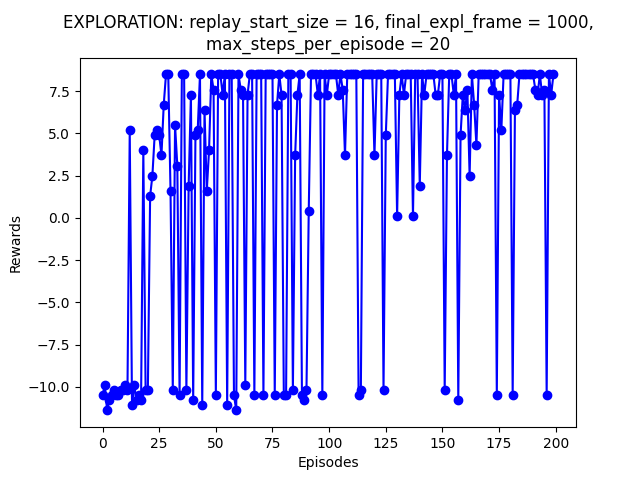 EXPLORATION: replay_start_size = 16, final_expl_frame = 1000,
max_steps_per_episode = 20
Rewards
7.5
5.0
2.5
0.0
−2.5
−5.0
−7.5
−10.0
0 25 50 75 100 125 150 175 200
Episodes